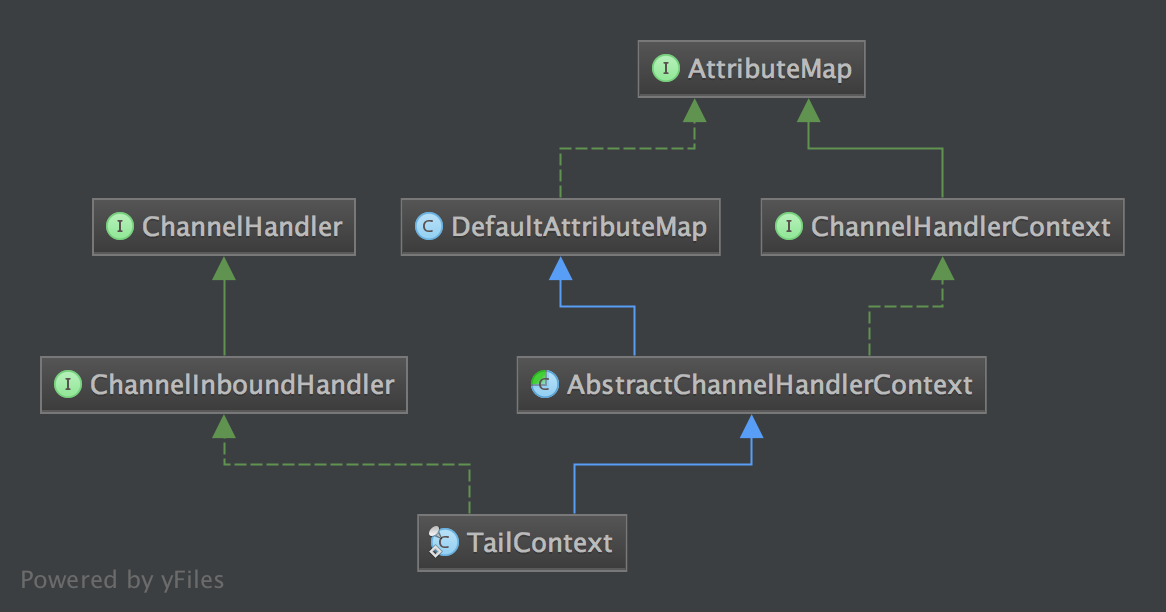 I AttributeMap
I ChannelHandler
C DefaultAttributeMap
I ChannelHandlerContext
I ChannelInboundHandler
C AbstractChannelHandlerContext
C TailContext
Powered by yFiles